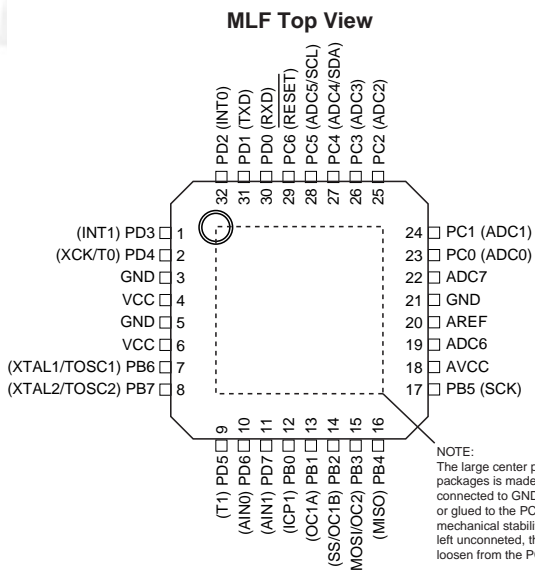 MLF Top View
PD2 (INT0)
PD1 (TXD)
PD0 (RXD)
PC6 (RESET)
PC5 (ADC5/SCL)
PC4 (ADC4/SDA)
PC3 (ADC3)
PC2 (ADC2)
32
31
30
29
28
27
26
25
(INT1) PD3 1
(XCK/T0) PD4 2
GND 3
VCC 4
GND 5
VCC 6
(XTAL1/TOSC1) PB6 7
(XTAL2/TOSC2) PB7 8
24 PC1 (ADC1)
23 PC0 (ADC0)
22 ADC7
21 GND
20 AREF
19 ADC6
18 AVCC
17 PB5 (SCK)
9
10
11
12
13
14
15
16
(T1) PD5
(AIN0) PD6
(AIN1) PD7
(ICP1) PB0
(OC1A) PB1
(SS/OC1B) PB2
MOSI/OC2) PB3
(MISO) PB4
NOTE:
The large center p
packages is made
connected to GND
or glued to the PC
mechanical stabili
left unconneted, th
loosen from the PC